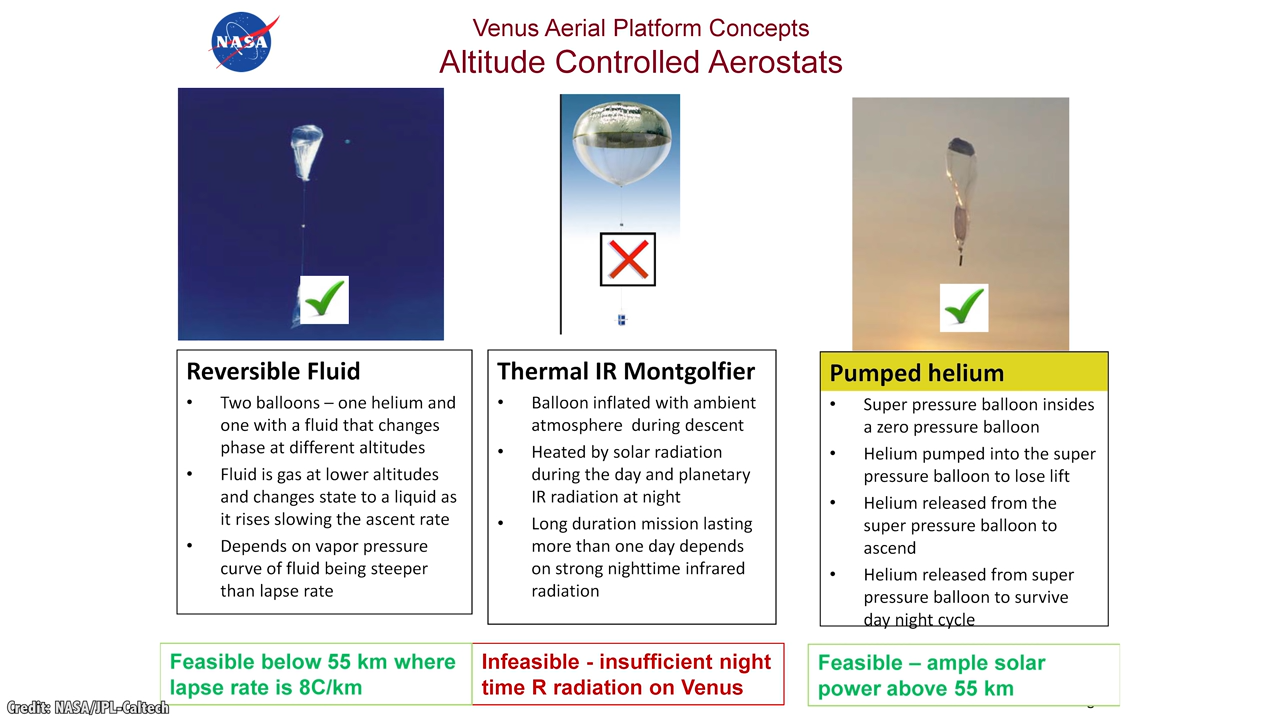 NASA
Venus Aerial Platform Concepts
Altitude Controlled Aerostats
Reversible Fluid
• Two balloons – one helium and
one with a fluid that changes
phase at different altitudes
• Fluid is gas at lower altitudes
and changes state to a liquid as
it rises slowing the ascent rate
• Depends on vapor pressure
curve of fluid being steeper
than lapse rate
Feasible below 55 km where
lapse rate is 8C/km
Thermal IR Montgolfier
• Balloon inflated with ambient
atmosphere during descent
• Heated by solar radiation
during the day and planetary
IR radiation at night
• Long duration mission lasting
more than one day depends
on strong nighttime infrared
radiation
Infeasible - insufficient night
time R radiation on Venus
Pumped helium
• Super pressure balloon insides
a zero pressure balloon
• Helium pumped into the super
pressure balloon to lose lift
• Helium released from the
super pressure balloon to
ascend
• Helium released from super
pressure balloon to survive
day night cycle
Feasible – ample solar
power above 55 km
Credit: NASA/JPL-Caltech